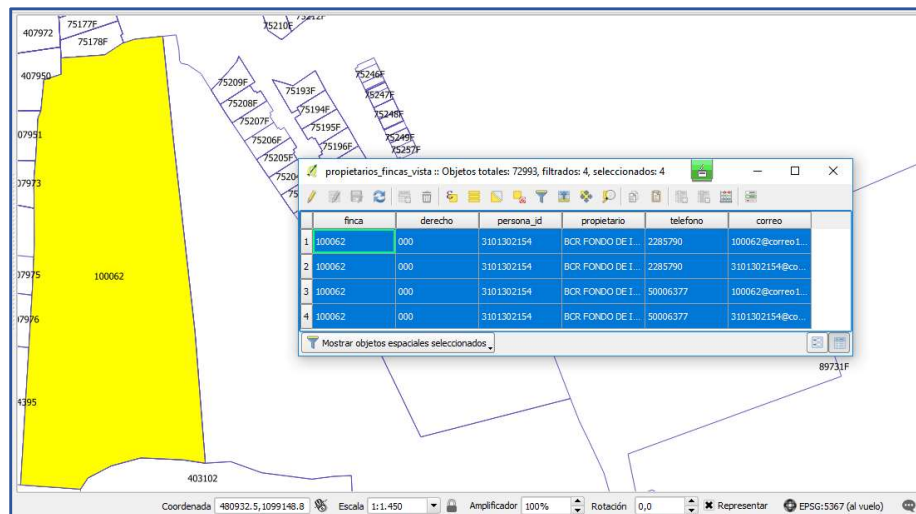 75177F
407972
75178F
75210F
407950
75209F
75208F
75207F
75206F
75205F
75193F
75194F
75195F
75196F
75246F
75247F
75248F
75249F
75257F
07951
07973
07975
07976
4395
100062
403102
89731F
propietarios_fincas_vista :: Objetos totales: 72993, filtrados: 4, seleccionados: 4
finca derecho persona_id propietario telefono correo
1 100062 000 3101302154 BCR FONDO DE I... 2285790 100062@correo1...
2 100062 000 3101302154 BCR FONDO DE I... 2285790 3101302154@co...
3 100062 000 3101302154 BCR FONDO DE I... 50006377 100062@correo1...
4 100062 000 3101302154 BCR FONDO DE I... 50006377 3101302154@co...
Mostrar objetos espaciales seleccionados
Coordenada 480932.5,1099148.8 Escala 1:1.450 Amplificador 100% Rotación 0,0 Representar EPSG:5367 (al vuelo)